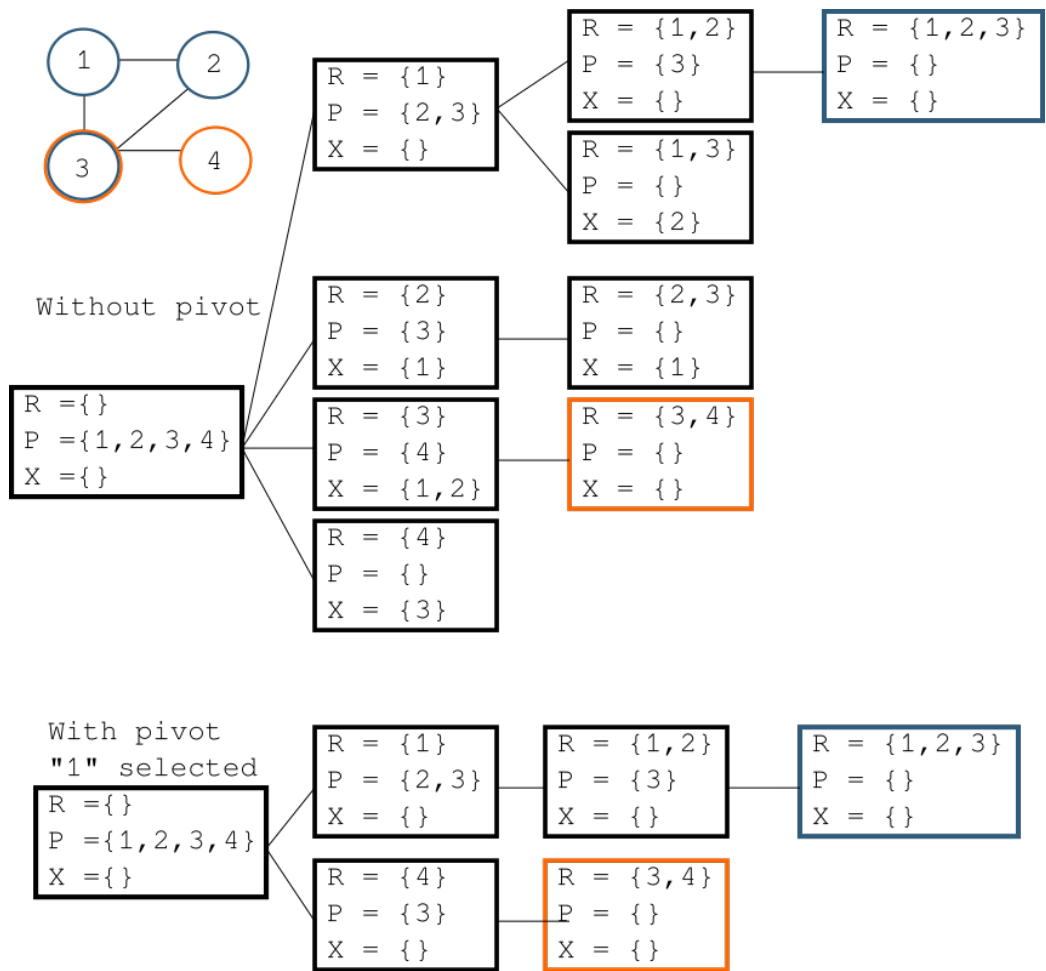 1
2
3
4
Without pivot
R ={}
P ={1,2,3,4}
X ={}
R = {1}
P = {2,3}
X = {}
R = {1,2}
P = {3}
X = {}
R = {1,2,3}
P = {}
X = {}
R = {1,3}
P = {}
X = {2}
R = {2}
P = {3}
X = {1}
R = {2,3}
P = {}
X = {1}
R = {3}
P = {4}
X = {1,2}
R = {3,4}
P = {}
X = {}
R = {4}
P = {}
X = {3}
With pivot
"1" selected
R ={}
P ={1,2,3,4}
X ={}
R = {1}
P = {2,3}
X = {}
R = {1,2}
P = {3}
X = {}
R = {1,2,3}
P = {}
X = {}
R = {4}
P = {3}
X = {}
R = {3,4}
P = {}
X = {}